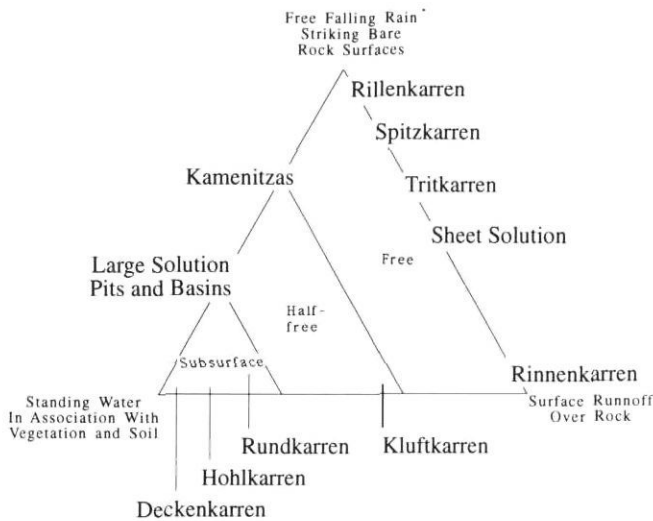 Free Falling Rain
Striking Bare
Rock Surfaces
Rillenkarren
Spitzkarren
Kamenitzas
Tritkarren
Sheet Solution
Free
Large Solution
Pits and Basins
Half-
free
Subsurface
Rinnenkarren
Standing Water
In Association With
Vegetation and Soil
Surface Runnoff
Over Rock
Rundkarren
Kluftkarren
Hohlkarren
Deckenkarren